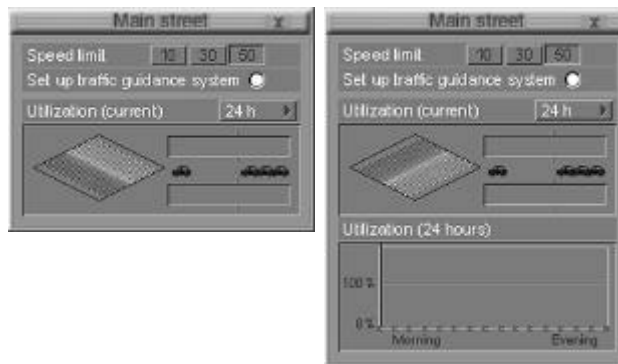 Main street x
Speed limit 10 30 50
Set up traffic guidance system
Utilization (current) 24 h
Main street x
Speed limit 10 30 50
Set up traffic guidance system
Utilization (current) 24 h
Utilization (24 hours)
100 %
0 %
Morning Evening